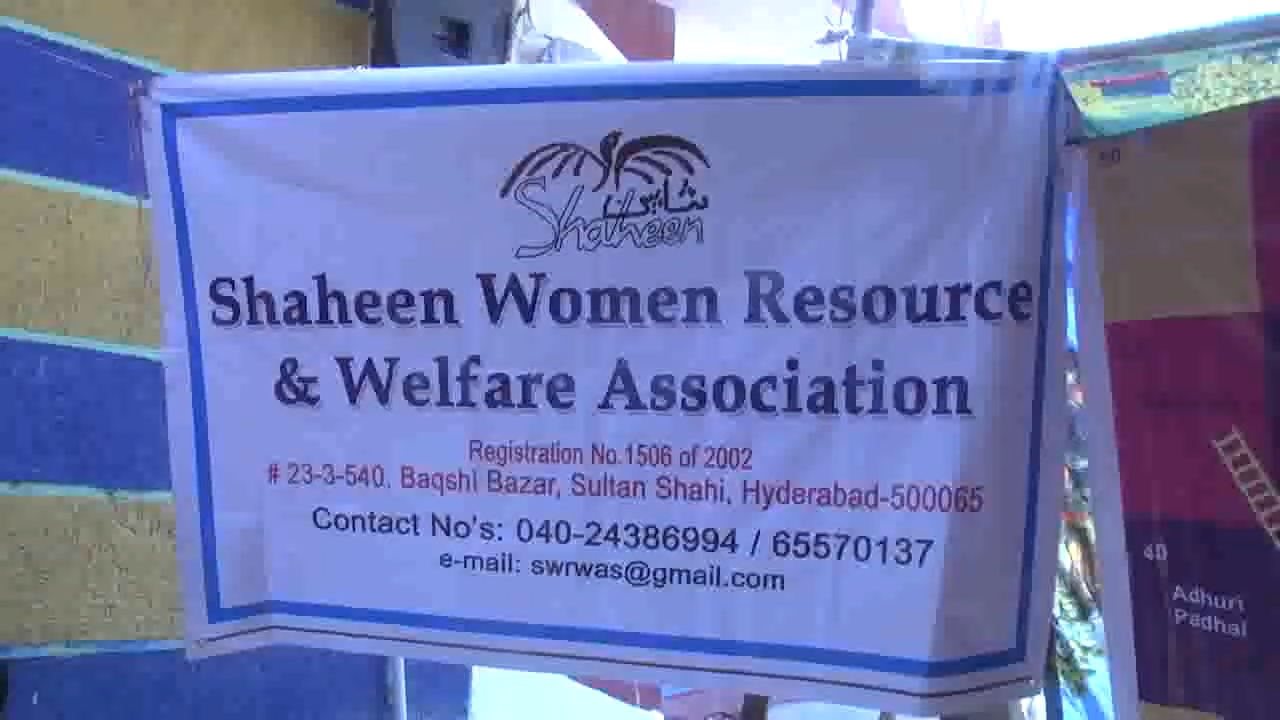 شاہین
Shaheen
Shaheen Women Resource
& Welfare Association
Registration No.1506 of 2002
# 23-3-540. Baqshi Bazar, Sultan Shahi, Hyderabad-500065
Contact No's: 040-24386994 / 65570137
e-mail: swrwas@gmail.com
40
Adhuri
Padhai